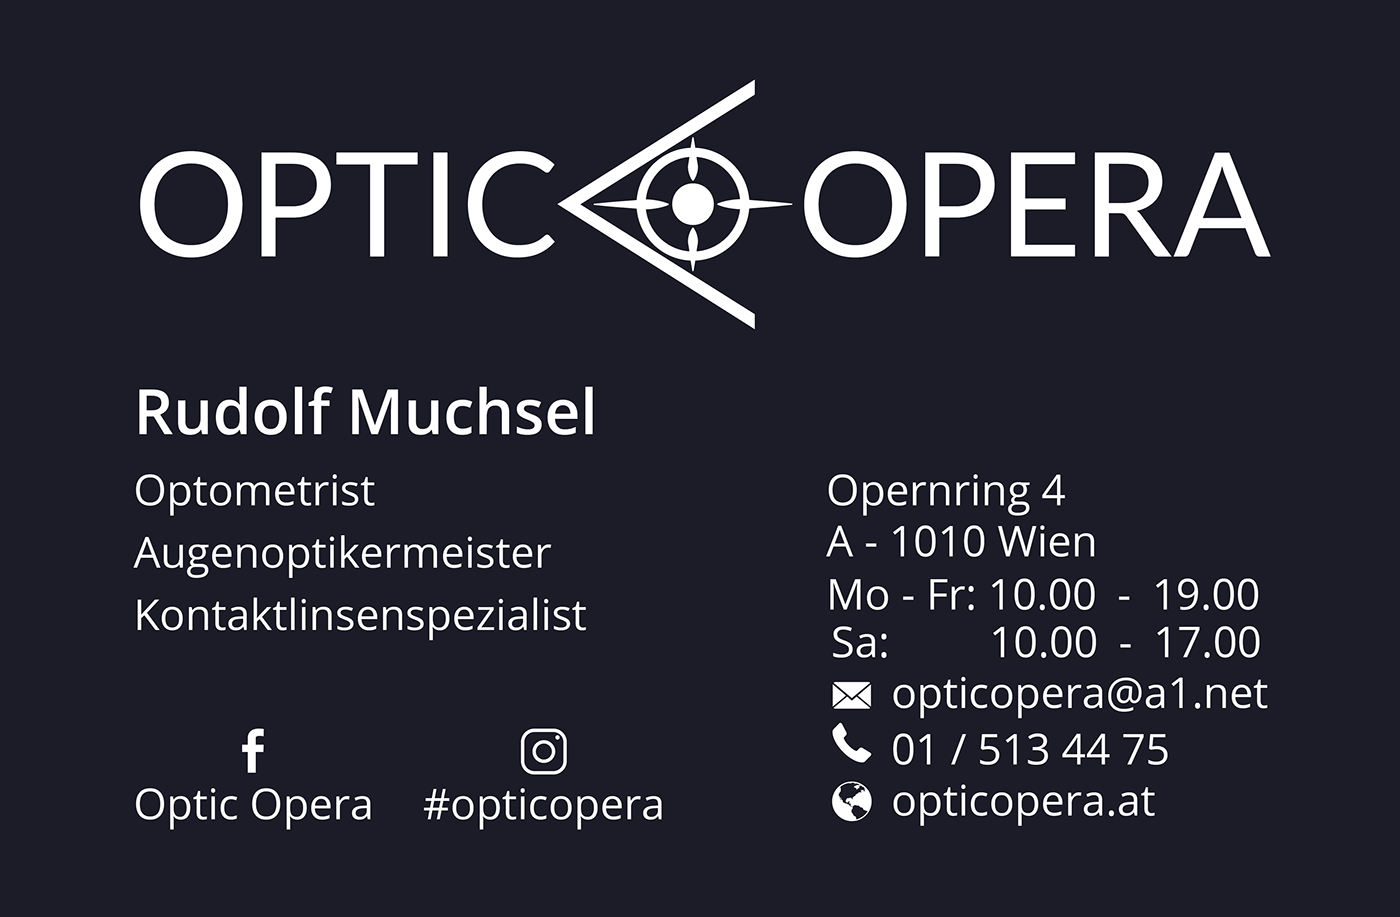 OPTIC OPERA
Rudolf Muchsel
Optometrist
Augenoptikermeister
Kontaktlinsenspezialist
Optic Opera
#opticopera
Opernring 4
A - 1010 Wien
Mo - Fr: 10.00 - 19.00
Sa: 10.00 - 17.00
opticopera@a1.net
01 / 513 44 75
opticopera.at